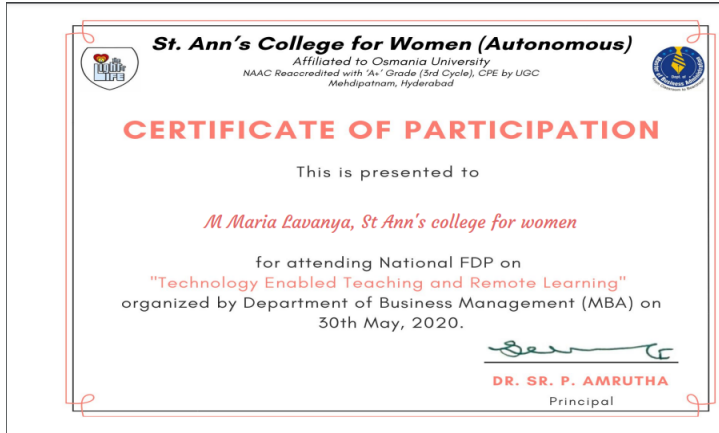 St. Ann's College for Women (Autonomous)
Affiliated to Osmania University
NAAC Reaccredited with 'A+' Grade (3rd Cycle), CPE by UGC
Mehdipatnam, Hyderabad
LIFE
CERTIFICATE OF PARTICIPATION
This is presented to
M Maria Lavanya, St Ann's college for women
for attending National FDP on
"Technology Enabled Teaching and Remote Learning"
organized by Department of Business Management (MBA) on
30th May, 2020.
DR. SR. P. AMRUTHA
Principal